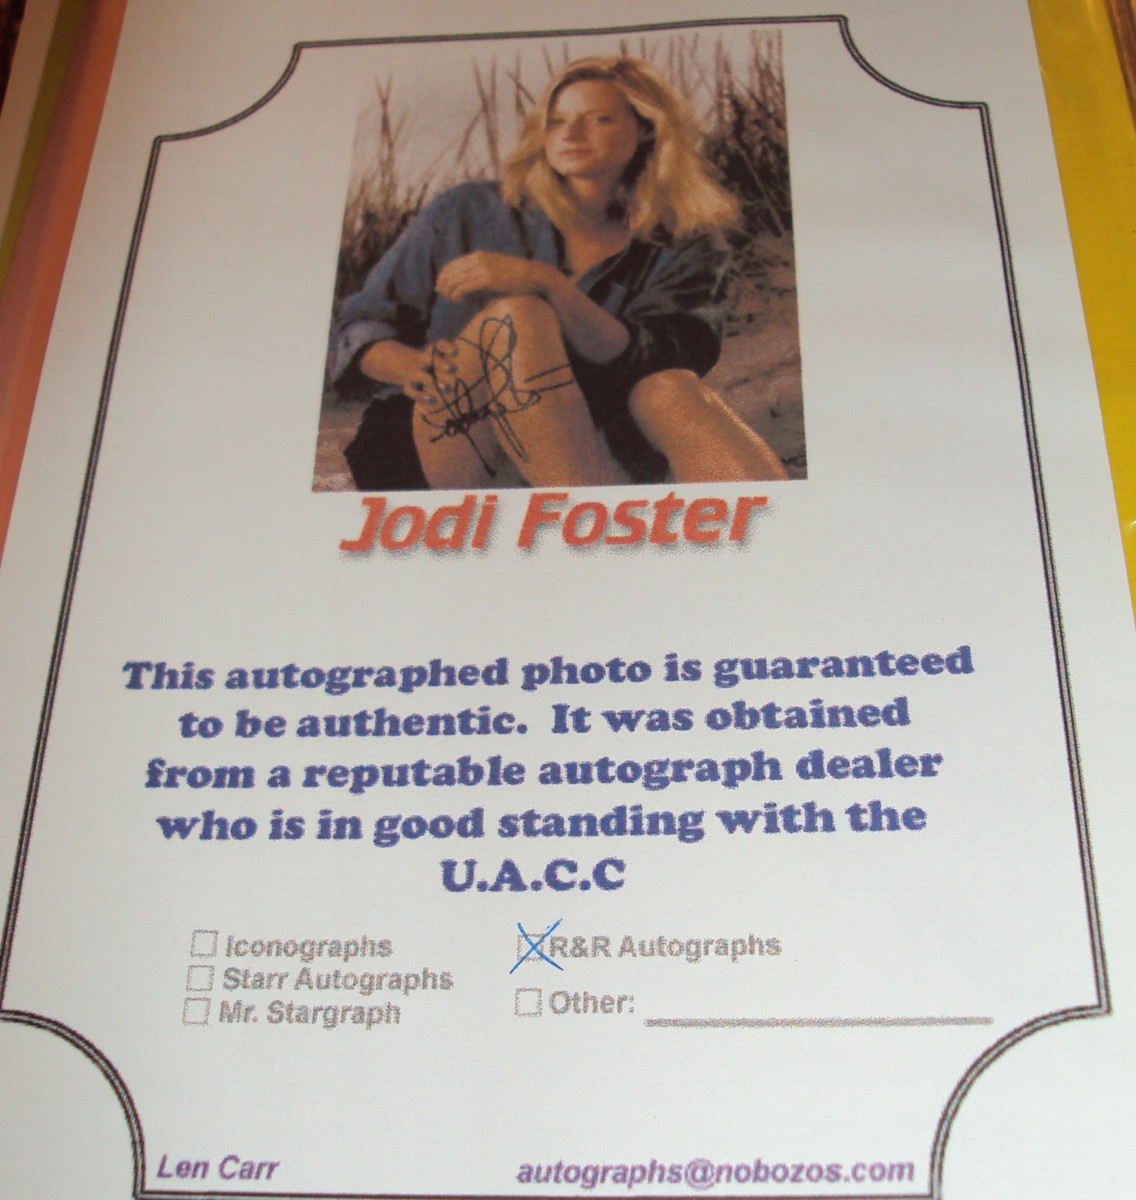 Jodi Foster
This autographed photo is guaranteed
to be authentic. It was obtained
from a reputable autograph dealer
who is in good standing with the
U.A.C.C
Iconographs
Starr Autographs
Mr. Stargraph
R&R Autographs
Other:
Len Carr
autographs@nobozos.com